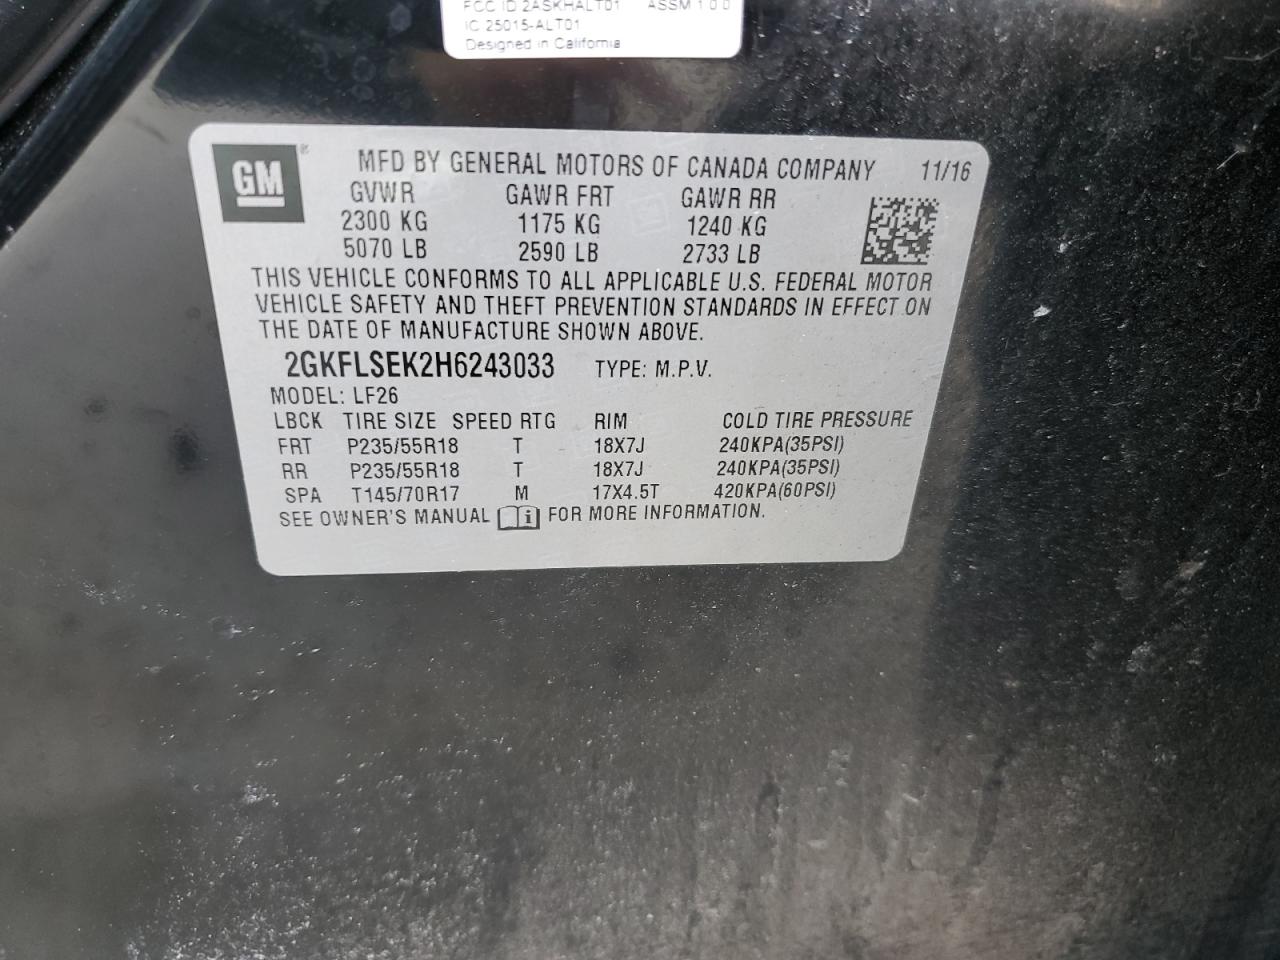 FCC ID 2ASKHALT01 ASSM 1 0 0
IC 25015-ALT01
Designed in California
GM ® MFD BY GENERAL MOTORS OF CANADA COMPANY 11/16
GVWR GAWR FRT GAWR RR
2300 KG 1175 KG 1240 KG
5070 LB 2590 LB 2733 LB
THIS VEHICLE CONFORMS TO ALL APPLICABLE U.S. FEDERAL MOTOR
VEHICLE SAFETY AND THEFT PREVENTION STANDARDS IN EFFECT ON
THE DATE OF MANUFACTURE SHOWN ABOVE.
2GKFLSEK2H6243033 TYPE: M.P.V.
MODEL: LF26
LBCK TIRE SIZE SPEED RTG RIM COLD TIRE PRESSURE
FRT P235/55R18 T 18X7J 240KPA(35PSI)
RR P235/55R18 T 18X7J 240KPA(35PSI)
SPA T145/70R17 M 17X4.5T 420KPA(60PSI)
SEE OWNER'S MANUAL i FOR MORE INFORMATION.